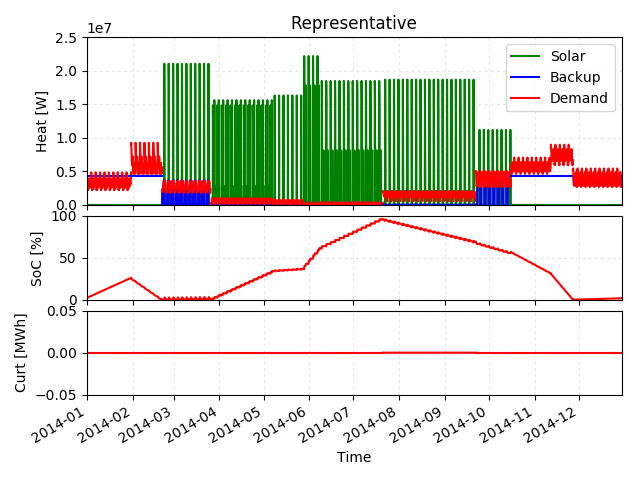 Representative
1e7
2.5
2.0
1.5
1.0
0.5
0.0
Heat [W]
Solar
Backup
Demand
100
50
0
SoC [%]
0.05
0.00
−0.05
Curt [MWh]
2014-01
2014-02
2014-03
2014-04
2014-05
2014-06
2014-07
2014-08
2014-09
2014-10
2014-11
2014-12
Time